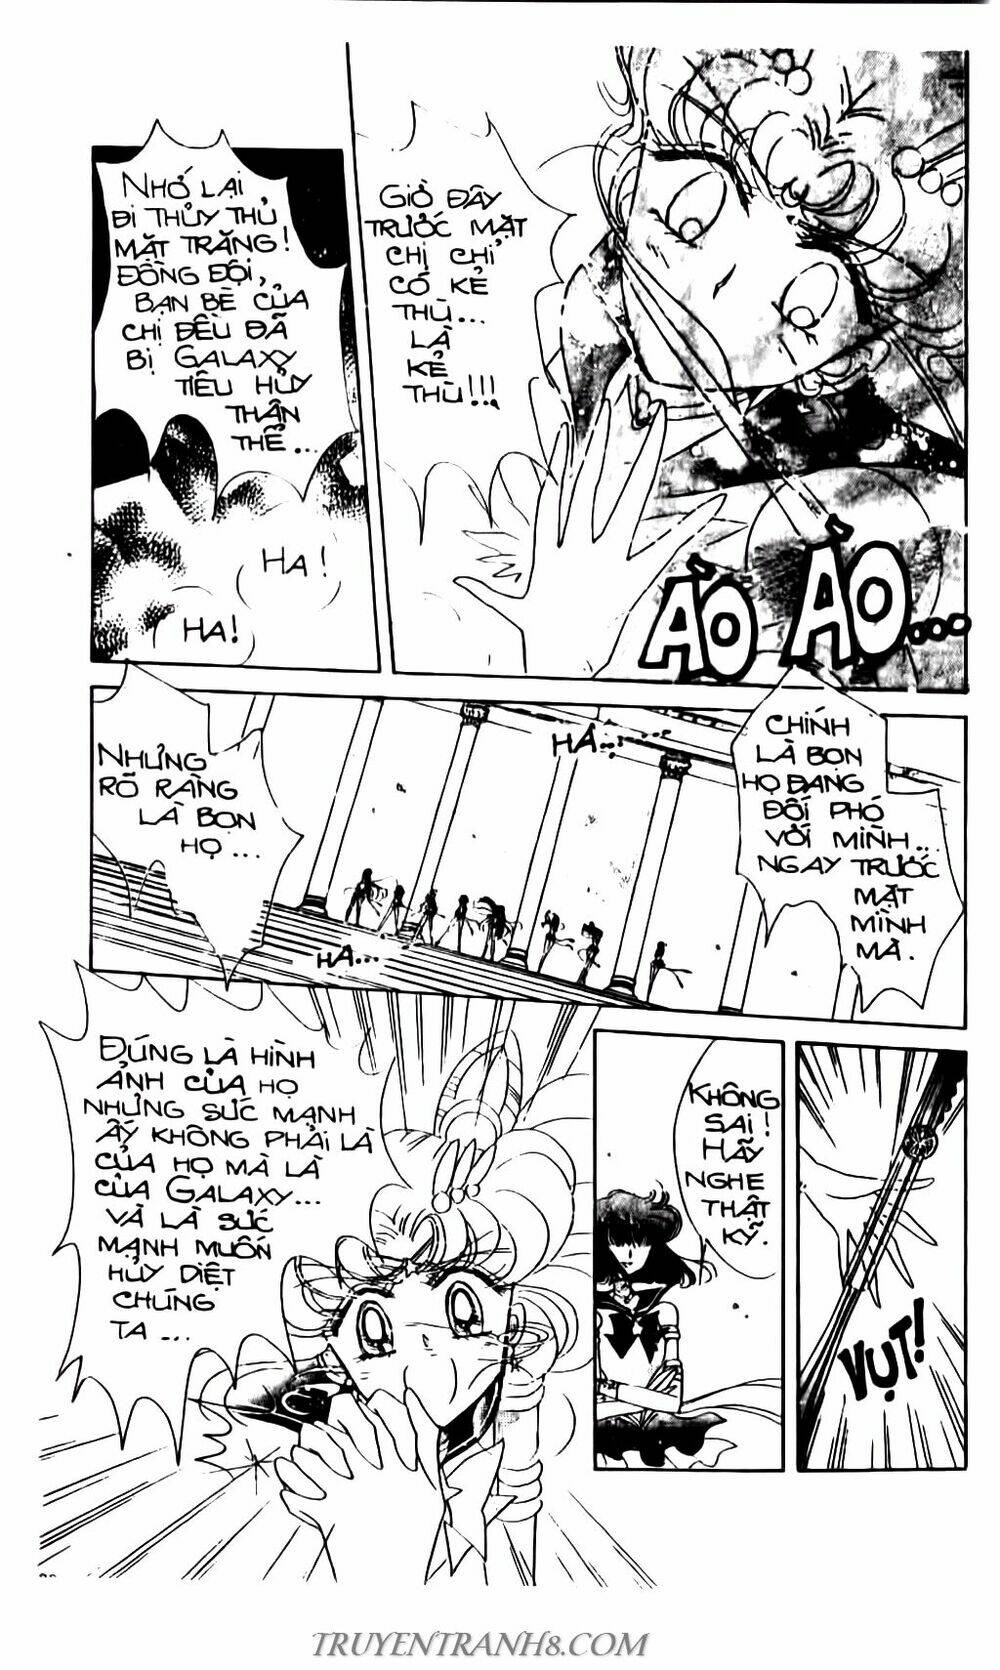 NHỚ LẠI
ĐI THỦY THỦ
MẶT TRĂNG!
ĐỒNG ĐỘI,
BẠN BÈ CỦA
CHỊ ĐỀU ĐÃ
BỊ GALAXY
TIÊU HỦY
THÂN
THỂ...
HA!
HA!
GIỜ ĐÂY
TRƯỚC MẶT
CHỊ CHỈ
CÓ KẺ
THÙ...
LÀ
KẺ
THÙ!!!
ÀO ÀO...
NHƯNG
RÕ RÀNG
LÀ BỌN
HỌ...
HÁ...
HA...
CHÍNH
LÀ BỌN
HỌ ĐANG
ĐỐI PHÓ
VỚI MÌNH..
NGAY TRƯỚC
MẶT
MÌNH
MÀ.
ĐÚNG LÀ HÌNH
ẢNH CỦA HỌ
NHƯNG SỨC MẠNH
ẤY KHÔNG PHẢI LÀ
CỦA HỌ MÀ LÀ
CỦA GALAXY...
VÀ LÀ SỨC
MẠNH MUỐN
HỦY DIỆT
CHÚNG
TA...
KHÔNG
SAI!
HÃY
NGHE
THẬT
KỸ.
VỤT!
TRUYENTRANH8.COM